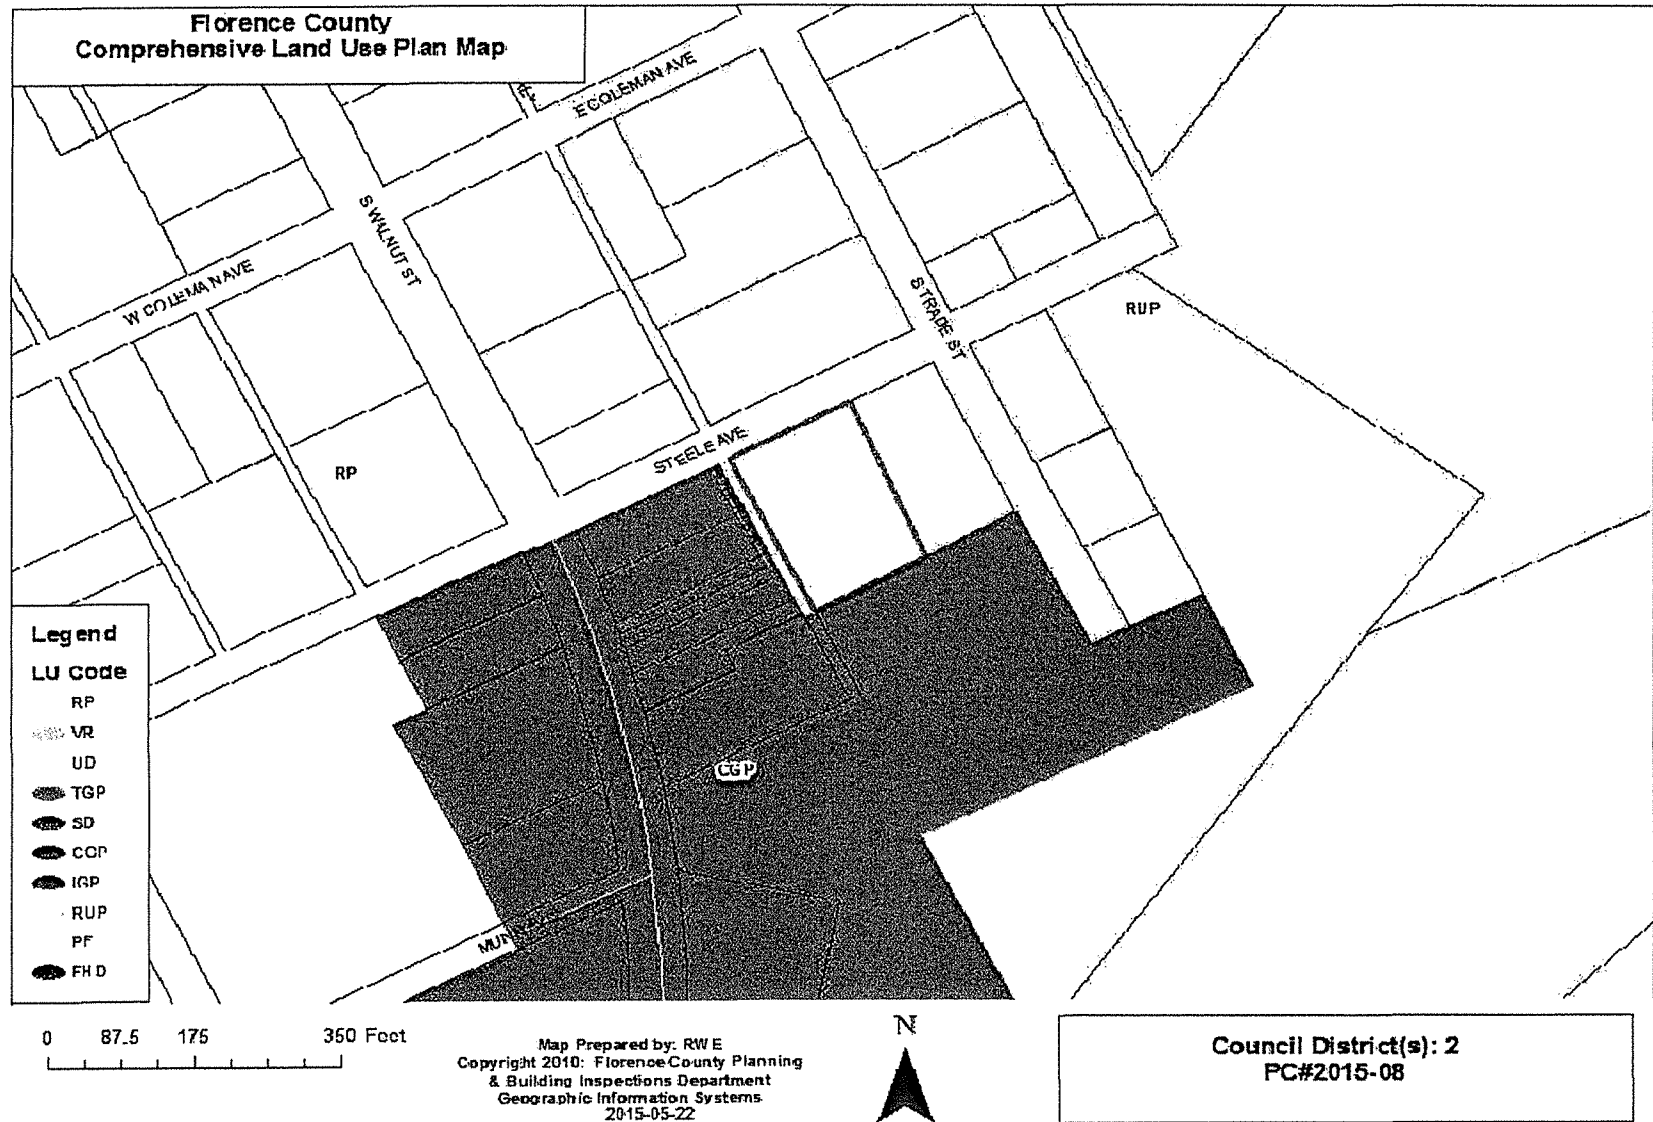 Florence County
Comprehensive Land Use Plan Map
E COLEMAN AVE
S WALNUT ST
W COLEMAN AVE
S TRADE ST
RUP
STEELE AVE
RP
Legend
LU Code
RP
VR
UD
TGP
SD
CGP
IGP
RUP
PF
FHD
CGP
0 87.5 175 350 Feet
Map Prepared by: RWE
Copyright 2010: Florence County Planning
& Building Inspections Department
Geographic Information Systems
2015-05-22
N
Council District(s): 2
PC#2015-08